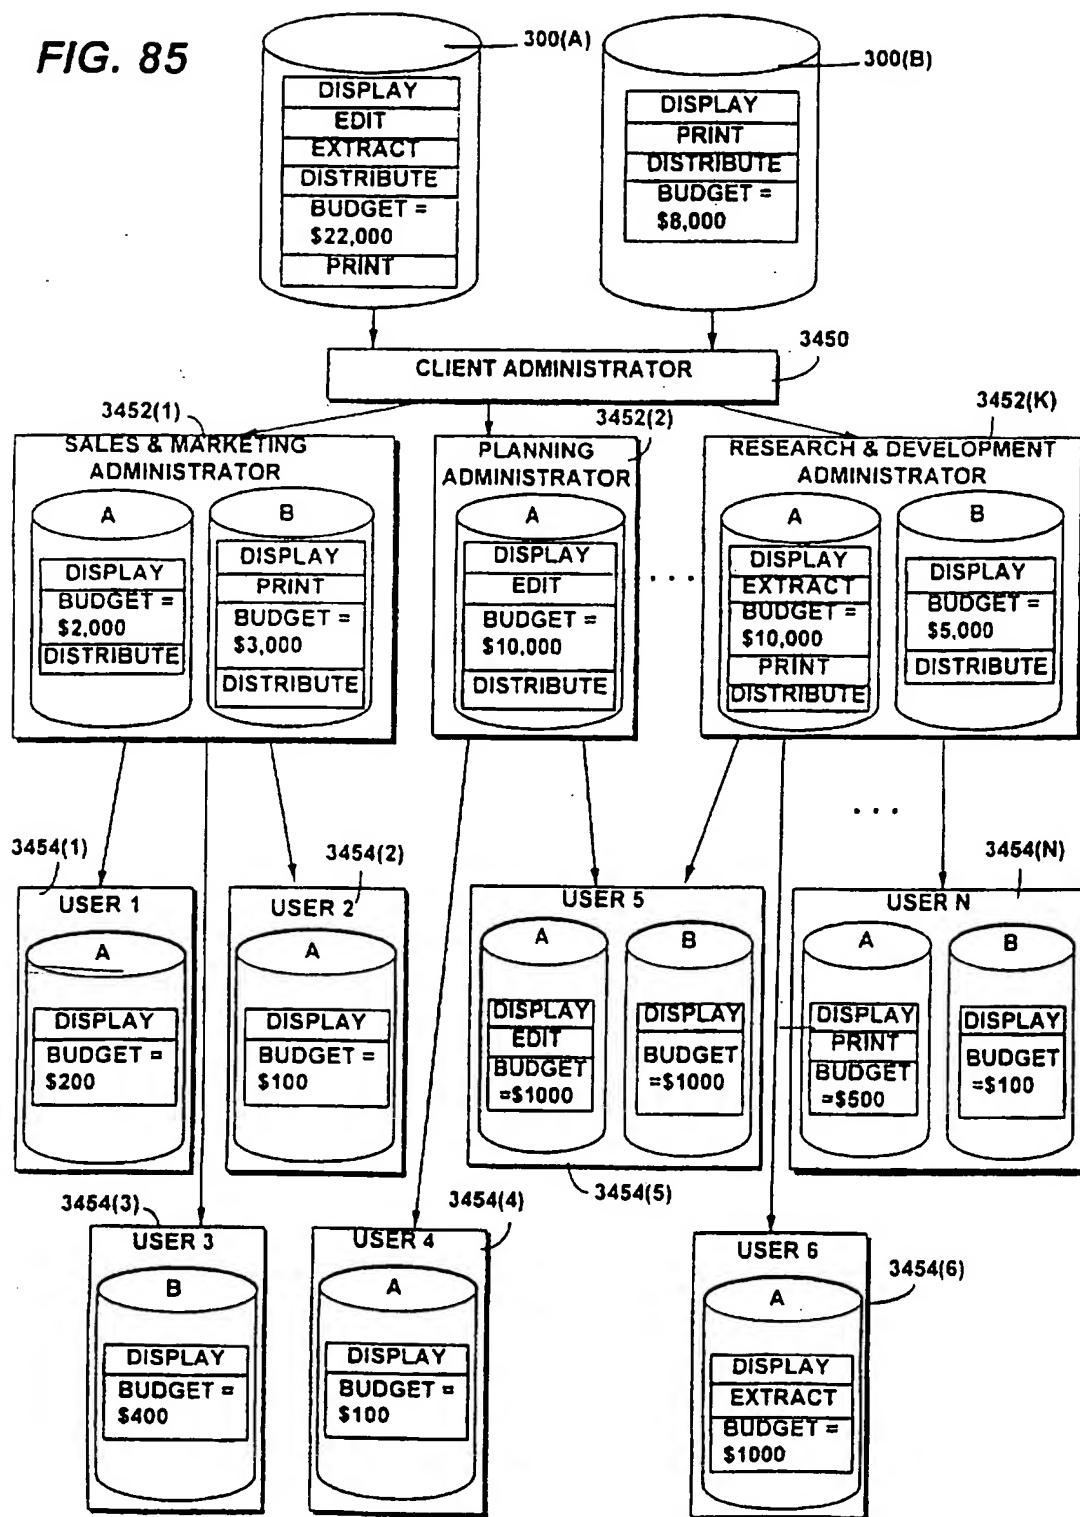 FIG. 85
300(A)
300(B)
DISPLAY
EDIT
EXTRACT
DISTRIBUTE
BUDGET =
$22,000
PRINT
DISPLAY
PRINT
DISTRIBUTE
BUDGET =
$8,000
CLIENT ADMINISTRATOR
3450
3452(1)
SALES & MARKETING
ADMINISTRATOR
A
DISPLAY
BUDGET =
$2,000
DISTRIBUTE
B
DISPLAY
PRINT
BUDGET =
$3,000
DISTRIBUTE
3452(2)
PLANNING
ADMINISTRATOR
A
DISPLAY
EDIT
BUDGET =
$10,000
DISTRIBUTE
. . .
3452(K)
RESEARCH & DEVELOPMENT
ADMINISTRATOR
A
DISPLAY
EXTRACT
BUDGET =
$10,000
PRINT
DISTRIBUTE
B
DISPLAY
BUDGET =
$5,000
DISTRIBUTE
. . .
3454(1)
USER 1
A
DISPLAY
BUDGET =
$200
3454(2)
USER 2
A
DISPLAY
BUDGET =
$100
USER 5
A
DISPLAY
EDIT
BUDGET
=$1000
B
DISPLAY
BUDGET
=$1000
3454(5)
3454(N)
USER N
A
DISPLAY
PRINT
BUDGET
=$500
B
DISPLAY
BUDGET
=$100
3454(3)
USER 3
B
DISPLAY
BUDGET =
$400
3454(4)
USER 4
A
DISPLAY
BUDGET =
$100
USER 6
3454(6)
A
DISPLAY
EXTRACT
BUDGET =
$1000